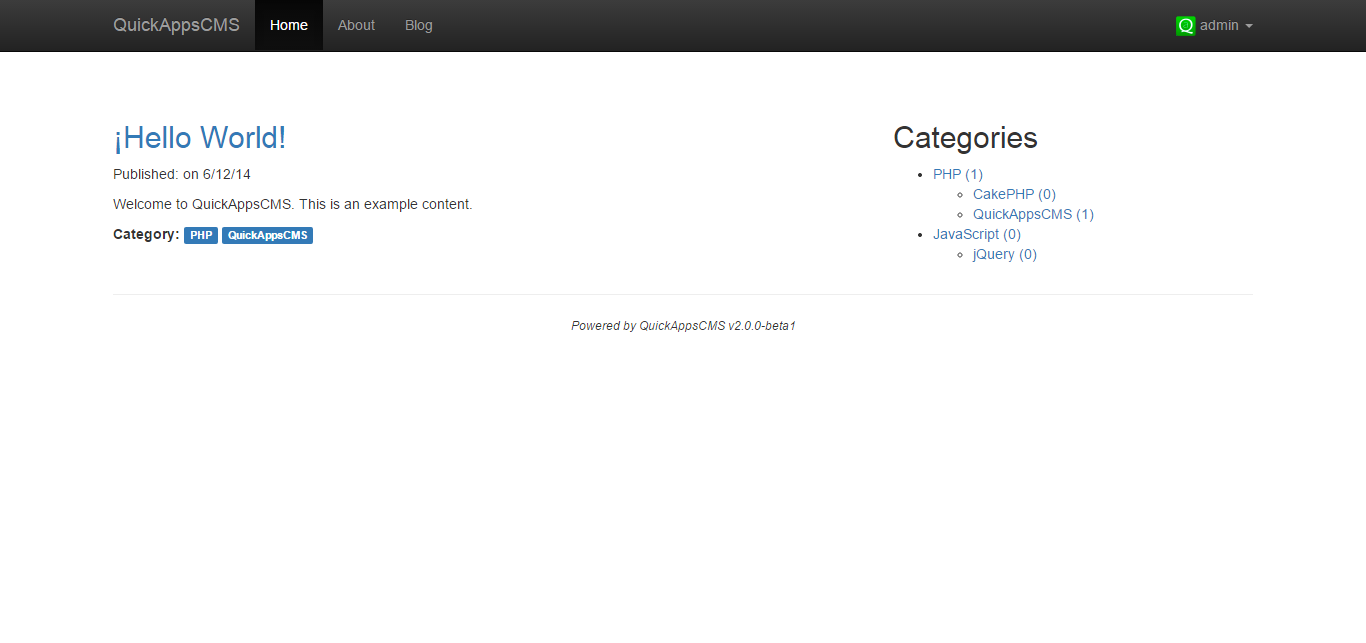 QuickAppsCMS Home About Blog admin
¡Hello World!
Published: on 6/12/14
Welcome to QuickAppsCMS. This is an example content.
Category: PHP QuickAppsCMS
Categories
PHP (1)
CakePHP (0)
QuickAppsCMS (1)
JavaScript (0)
jQuery (0)
Powered by QuickAppsCMS v2.0.0-beta1